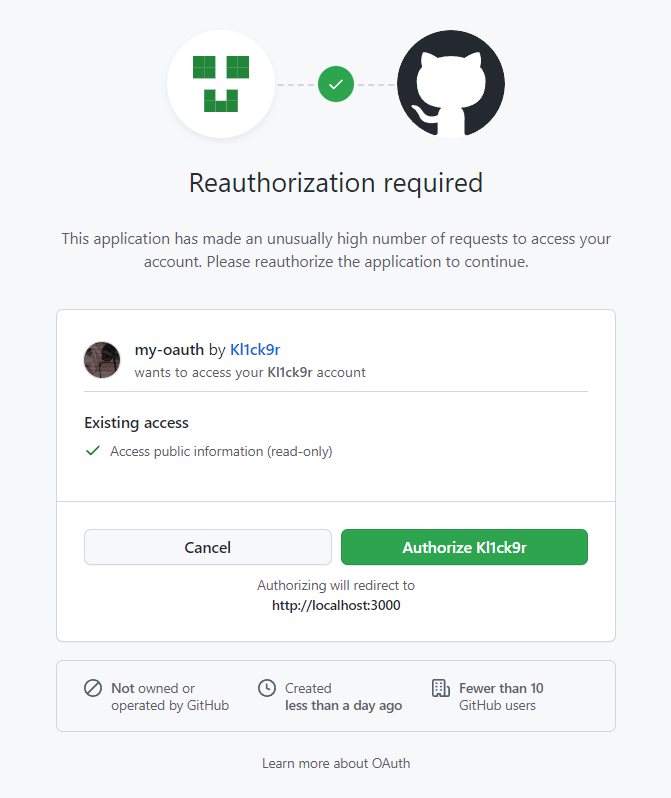 Reauthorization required
This application has made an unusually high number of requests to access your
account. Please reauthorize the application to continue.
my-oauth by Kl1ck9r
wants to access your Kl1ck9r account
Existing access
Access public information (read-only)
Cancel
Authorize Kl1ck9r
Authorizing will redirect to
http://localhost:3000
Not owned or
operated by GitHub
Created
less than a day ago
Fewer than 10
GitHub users
Learn more about OAuth